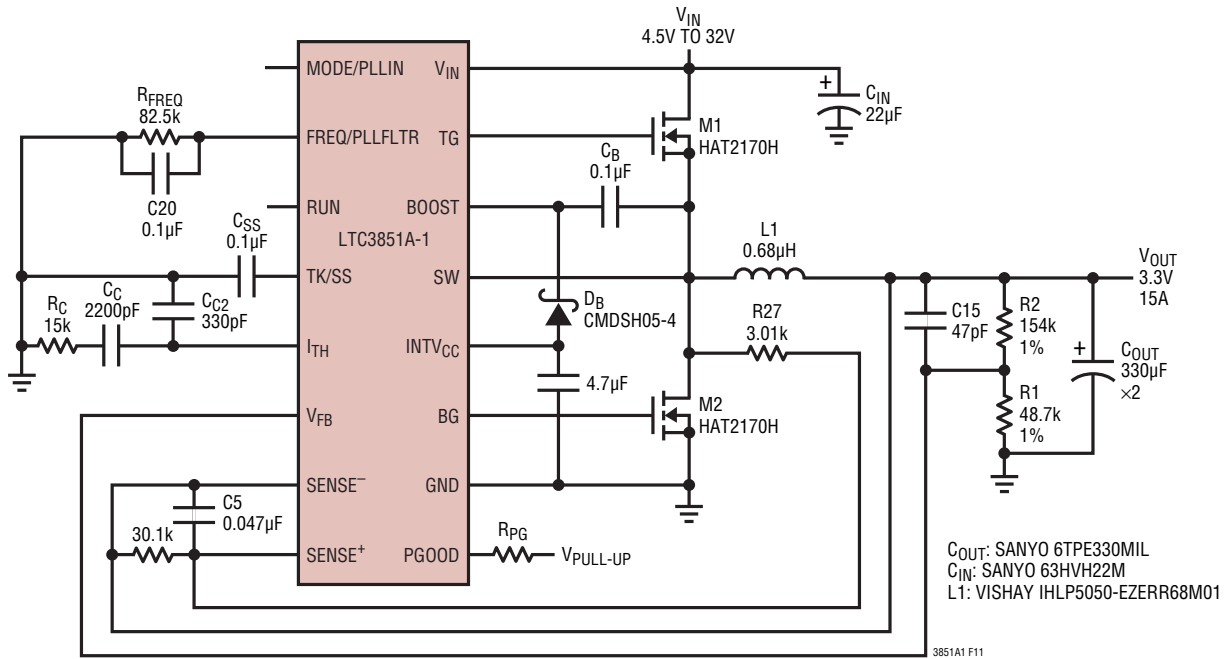 V_IN
4.5V TO 32V
MODE/PLLIN
V_IN
+
C_IN
22µF
R_FREQ
82.5k
FREQ/PLLFLTR
TG
M1
HAT2170H
C_B
0.1µF
C20
0.1µF
RUN
BOOST
LTC3851A-1
C_SS
0.1µF
TK/SS
SW
L1
0.68µH
V_OUT
3.3V
15A
R_C
15k
C_C
2200pF
C_C2
330pF
D_B
CMDSH05-4
R27
3.01k
C15
47pF
R2
154k
1%
I_TH
INTV_CC
4.7µF
+
C_OUT
330µF
×2
R1
48.7k
1%
V_FB
BG
M2
HAT2170H
SENSE⁻
GND
C5
0.047µF
30.1k
SENSE⁺
PGOOD
R_PG
V_PULL-UP
C_OUT: SANYO 6TPE330MIL
C_IN: SANYO 63HVH22M
L1: VISHAY IHLP5050-EZERR68M01
3851A1 F11